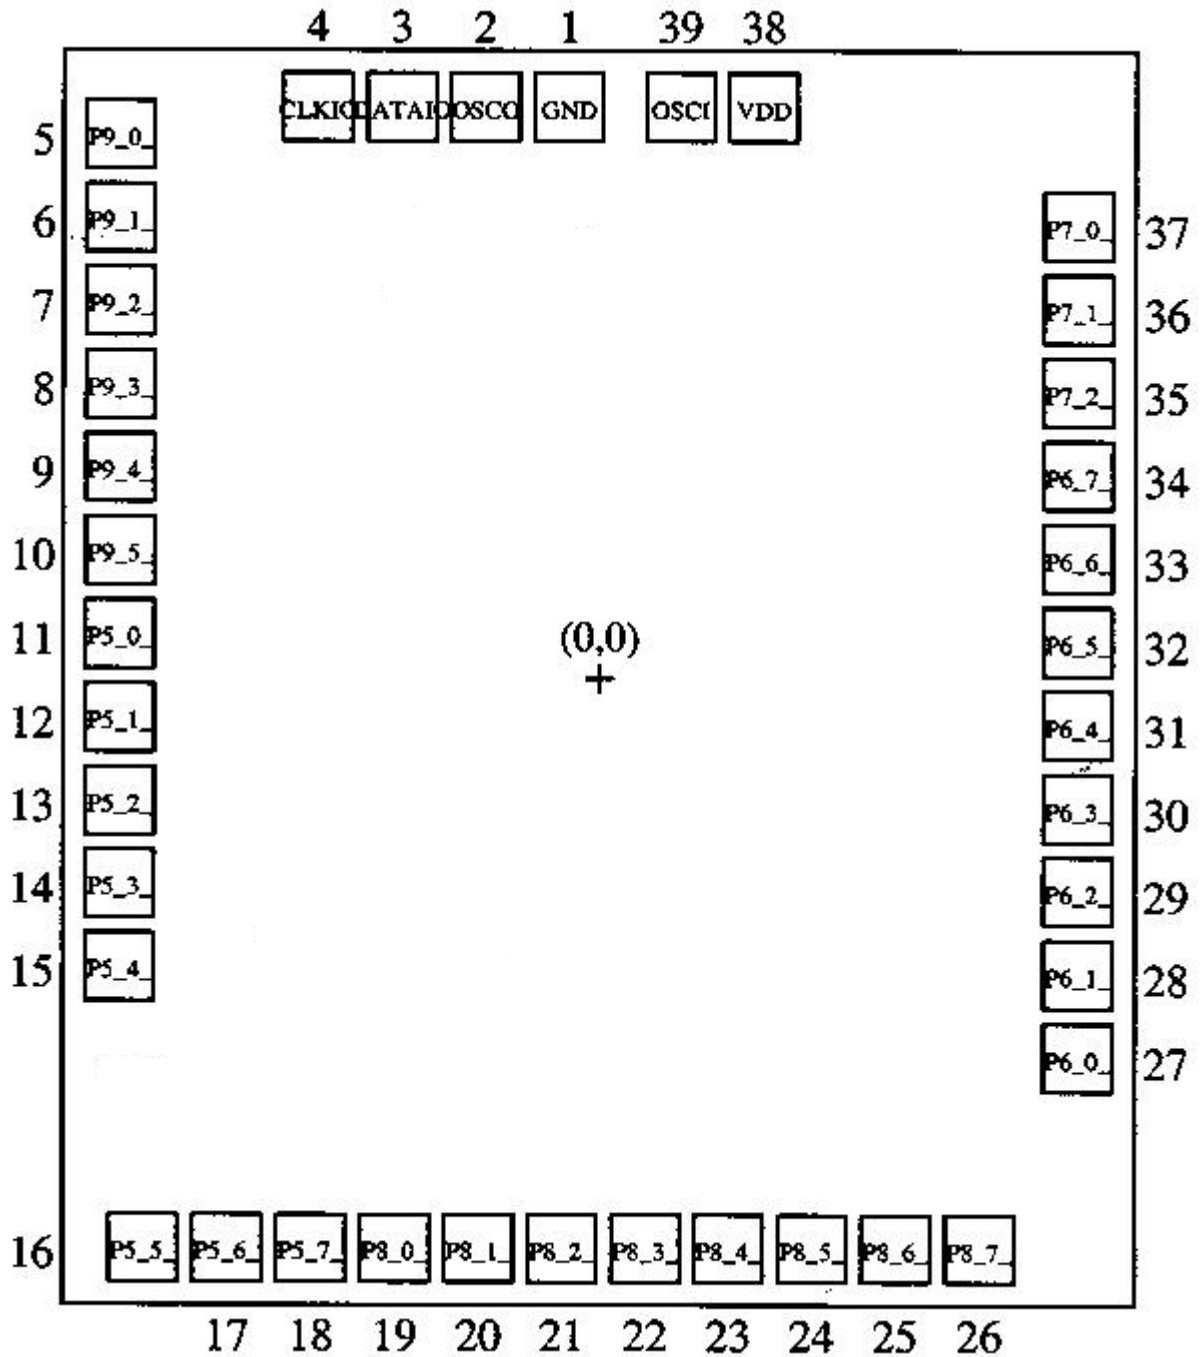 4 3 2 1 39 38
CLKIO DATAIO OSCO GND OSCI VDD
5 P9_0_
6 P9_1_
P7_0_ 37
7 P9_2_
P7_1_ 36
8 P9_3_
P7_2_ 35
9 P9_4_
P6_7_ 34
10 P9_5_
P6_6_ 33
11 P5_0_
(0,0)
P6_5_ 32
12 P5_1_
P6_4_ 31
13 P5_2_
P6_3_ 30
14 P5_3_
P6_2_ 29
15 P5_4_
P6_1_ 28
P6_0_ 27
16 P5_5_ P5_6_ P5_7_ P8_0_ P8_1_ P8_2_ P8_3_ P8_4_ P8_5_ P8_6_ P8_7_
17 18 19 20 21 22 23 24 25 26